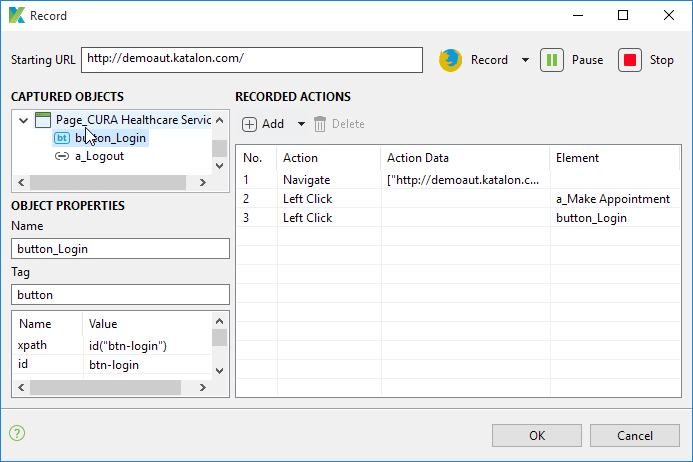 Record
Starting URL http://demoaut.katalon.com/ Record Pause Stop
CAPTURED OBJECTS
Page_CURA Healthcare Servic
button_Login
a_Logout
OBJECT PROPERTIES
Name
button_Login
Tag
button
Name Value
xpath id("btn-login")
id btn-login
RECORDED ACTIONS
Add Delete
No. Action Action Data Element
1 Navigate ["http://demoaut.katalon.c...
2 Left Click a_Make Appointment
3 Left Click button_Login
? OK Cancel